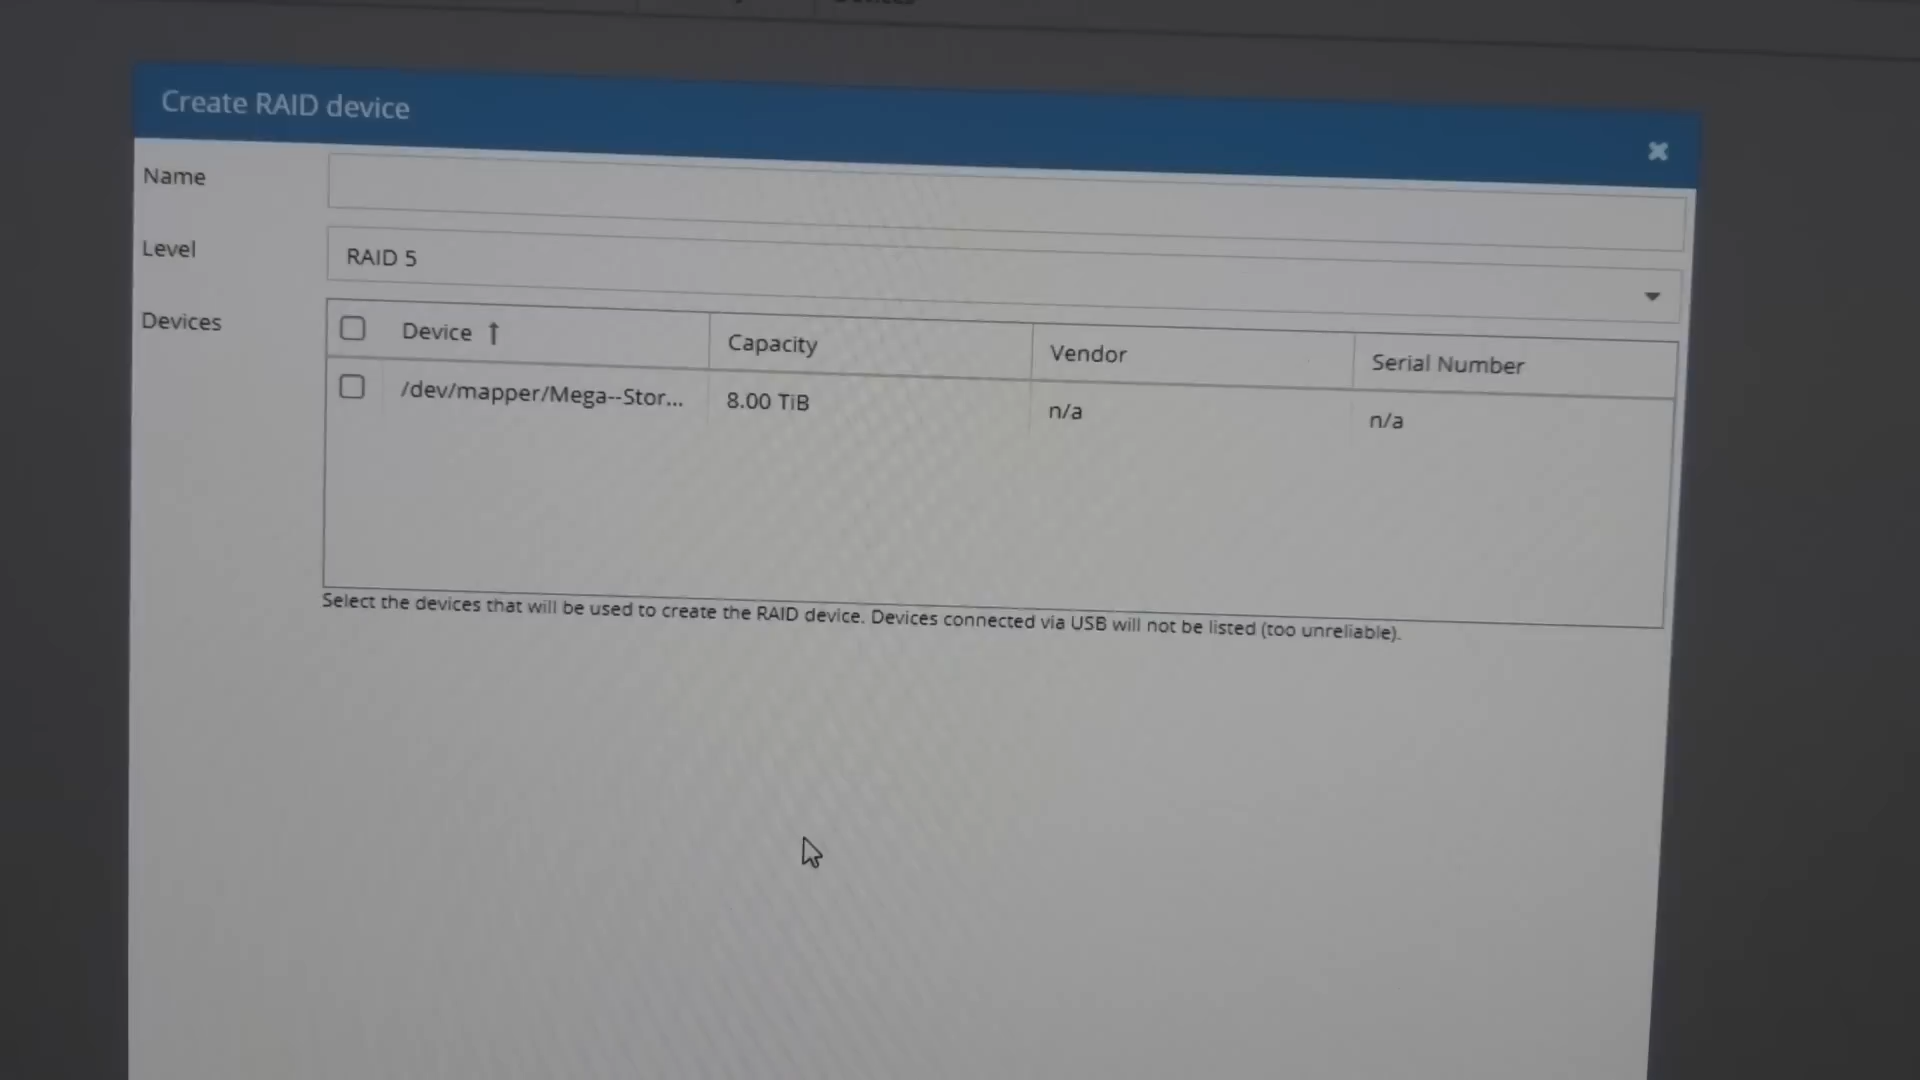 Create RAID device
Name
Level
RAID 5
Devices
Device ↑
Capacity
Vendor
Serial Number
/dev/mapper/Mega--Stor...
8.00 TiB
n/a
n/a
Select the devices that will be used to create the RAID device. Devices connected via USB will not be listed (too unreliable).